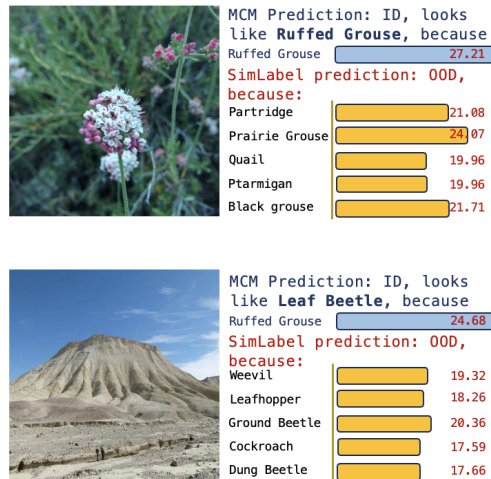 MCM Prediction: ID, looks
like Ruffed Grouse, because
Ruffed Grouse 27.21
SimLabel prediction: OOD,
because:
Partridge 21.08
Prairie Grouse 24.07
Quail 19.96
Ptarmigan 19.96
Black grouse 21.71
MCM Prediction: ID, looks
like Leaf Beetle, because
Ruffed Grouse 24.68
SimLabel prediction: OOD,
because:
Weevil 19.32
Leafhopper 18.26
Ground Beetle 20.36
Cockroach 17.59
Dung Beetle 17.66